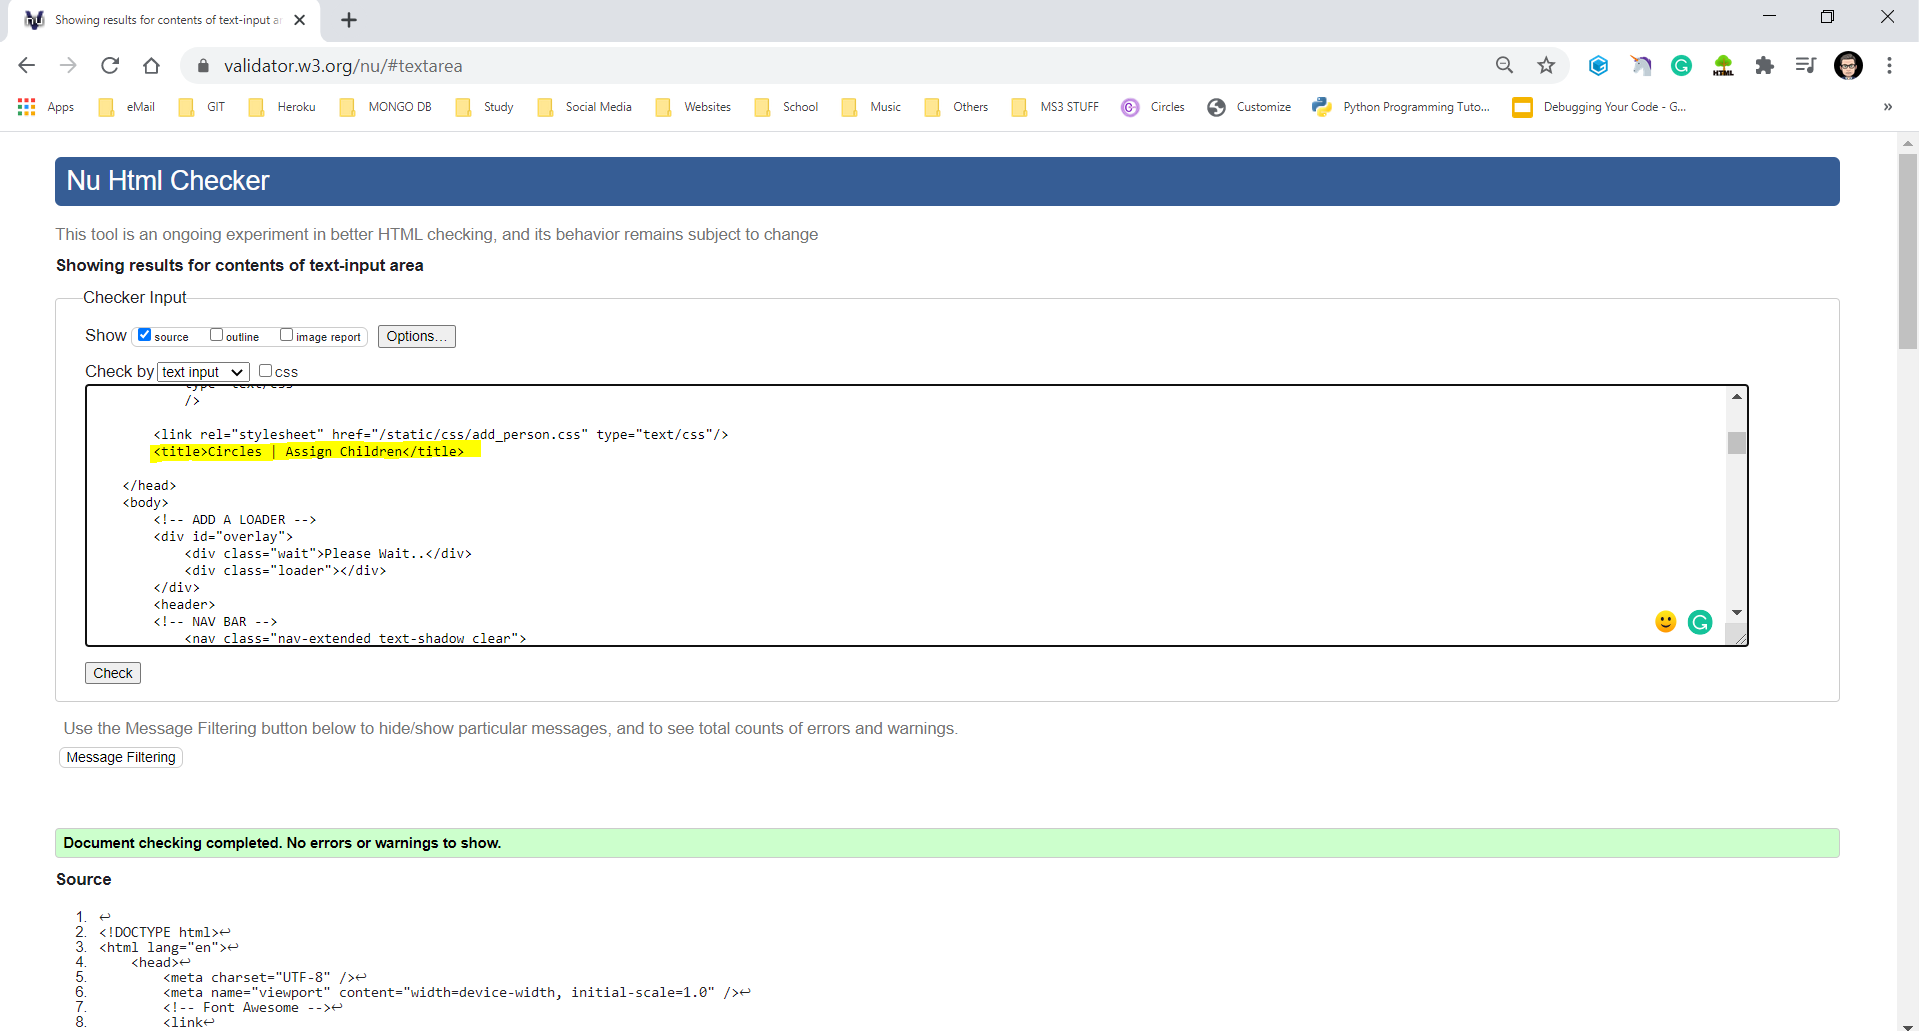 Showing results for contents of text-input a
validator.w3.org/nu/#textarea
Apps eMail GIT Heroku MONGO DB Study Social Media Websites School Music Others MS3 STUFF Circles Customize Python Programming Tuto... Debugging Your Code - G... »
Nu Html Checker
This tool is an ongoing experiment in better HTML checking, and its behavior remains subject to change
Showing results for contents of text-input area
Checker Input
Show source outline image report Options...
Check by text input css
type="text/css"
/>
<link rel="stylesheet" href="/static/css/add_person.css" type="text/css"/>
<title>Circles | Assign Children</title>
</head>
<body>
<!-- ADD A LOADER -->
<div id="overlay">
<div class="wait">Please Wait..</div>
<div class="loader"></div>
</div>
<header>
<!-- NAV BAR -->
<nav class="nav-extended text-shadow clear">
Check
Use the Message Filtering button below to hide/show particular messages, and to see total counts of errors and warnings.
Message Filtering
Document checking completed. No errors or warnings to show.
Source
1. ↩
2. <!DOCTYPE html>↩
3. <html lang="en">↩
4. <head>↩
5. <meta charset="UTF-8" />↩
6. <meta name="viewport" content="width=device-width, initial-scale=1.0" />↩
7. <!-- Font Awesome -->↩
8. <link↩